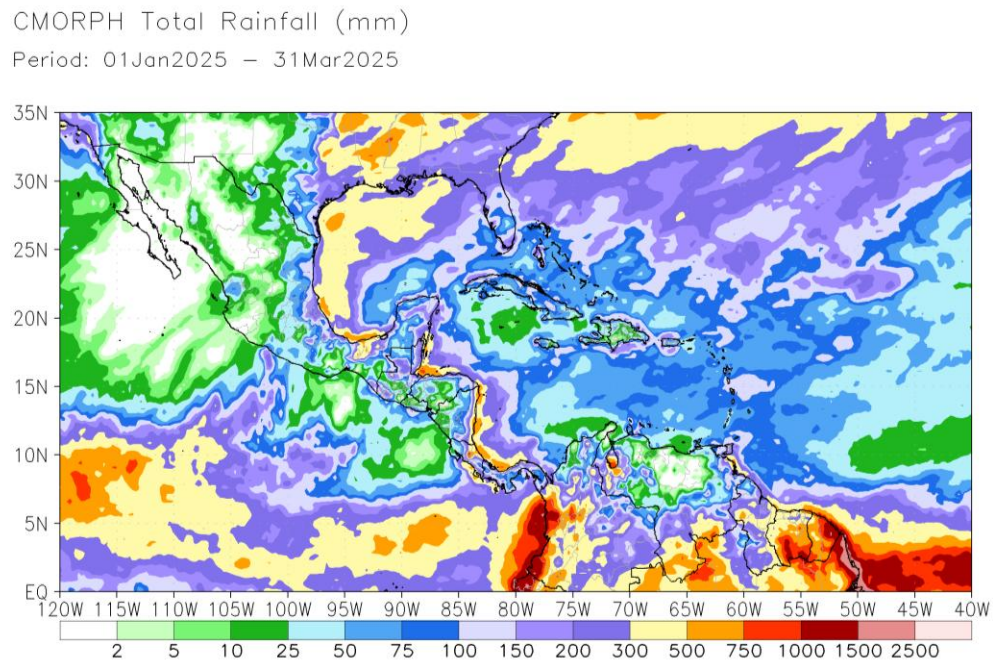 CMORPH Total Rainfall (mm)
Period: 01Jan2025 – 31Mar2025
35N
30N
25N
20N
15N
10N
5N
EQ
120W 115W 110W 105W 100W 95W 90W 85W 80W 75W 70W 65W 60W 55W 50W 45W 40W
2 5 10 25 50 75 100 150 200 300 500 750 1000 1500 2500